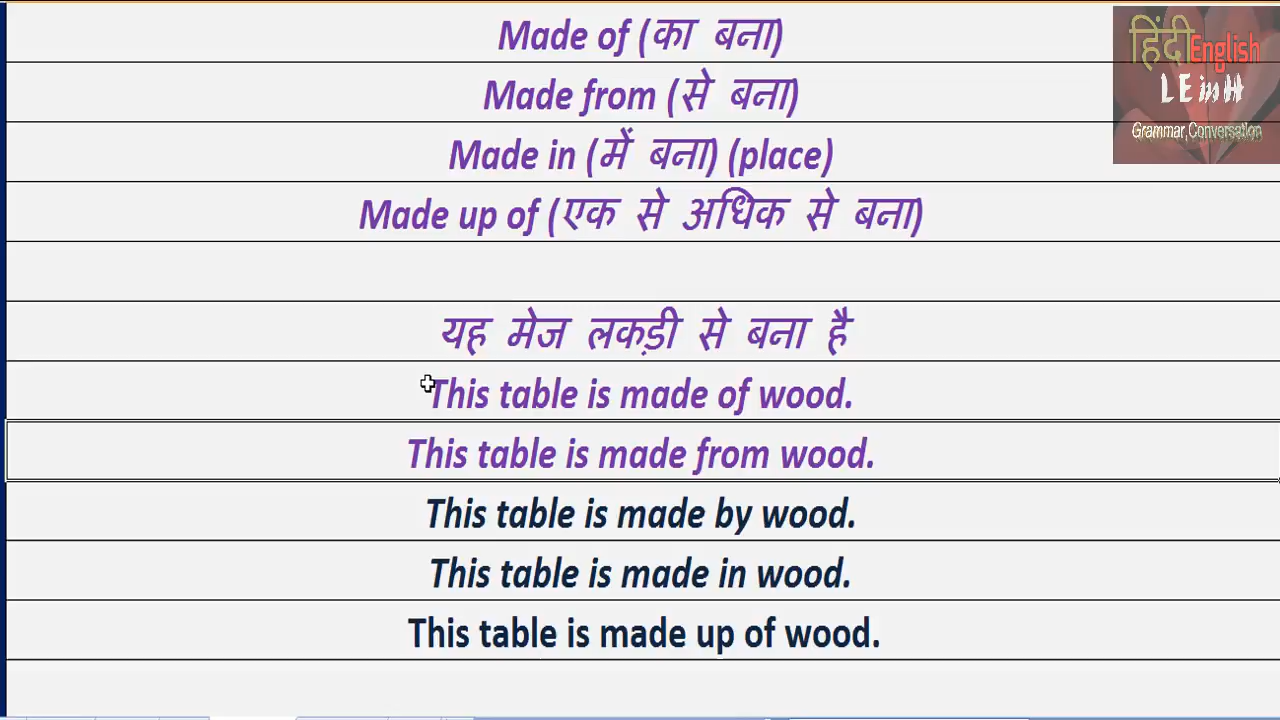 Made of (का बना)
Made from (से बना)
Made in (में बना) (place)
Made up of (एक से अधिक से बना)
यह मेज लकड़ी से बना है
This table is made of wood.
This table is made from wood.
This table is made by wood.
This table is made in wood.
This table is made up of wood.
हिंदी English
L E in H
Grammar,Conversation